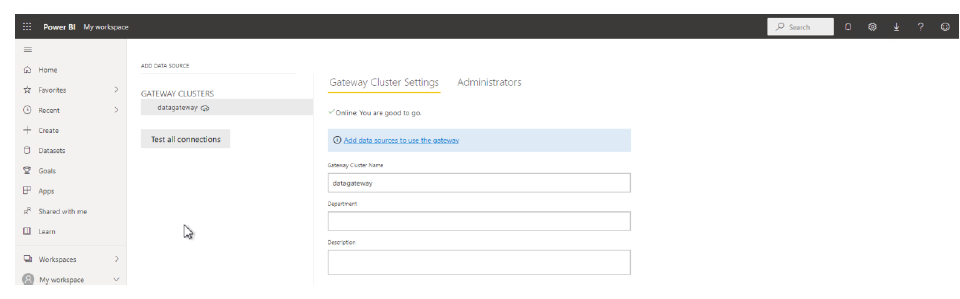 Power BI My workspace
Search
?
Home
Favorites
Recent
Create
Datasets
Goals
Apps
Shared with me
Learn
Workspaces
My workspace
ADD DATA SOURCE
GATEWAY CLUSTERS
datagateway
Test all connections
Gateway Cluster Settings Administrators
Online: You are good to go.
Add data sources to use the gateway
Gateway Cluster Name
datagateway
Department
Description